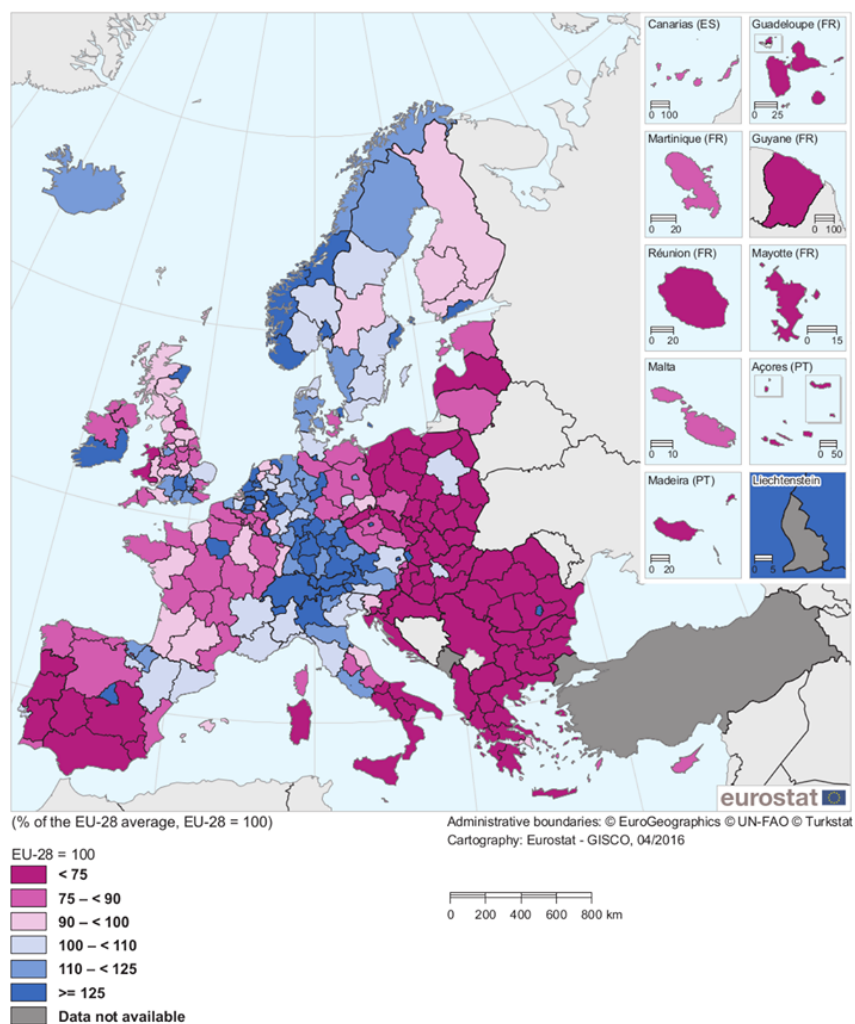 Canarias (ES)
0 100
Guadeloupe (FR)
0 25
Martinique (FR)
0 20
Guyane (FR)
0 100
Réunion (FR)
0 20
Mayotte (FR)
0 15
Malta
0 10
Açores (PT)
0 50
Madeira (PT)
0 20
Liechtenstein
0 5
eurostat
(% of the EU-28 average, EU-28 = 100)
Administrative boundaries: © EuroGeographics © UN-FAO © Turkstat
Cartography: Eurostat - GISCO, 04/2016
EU-28 = 100
< 75
75 – < 90
90 – < 100
100 – < 110
110 – < 125
>= 125
Data not available
0 200 400 600 800 km